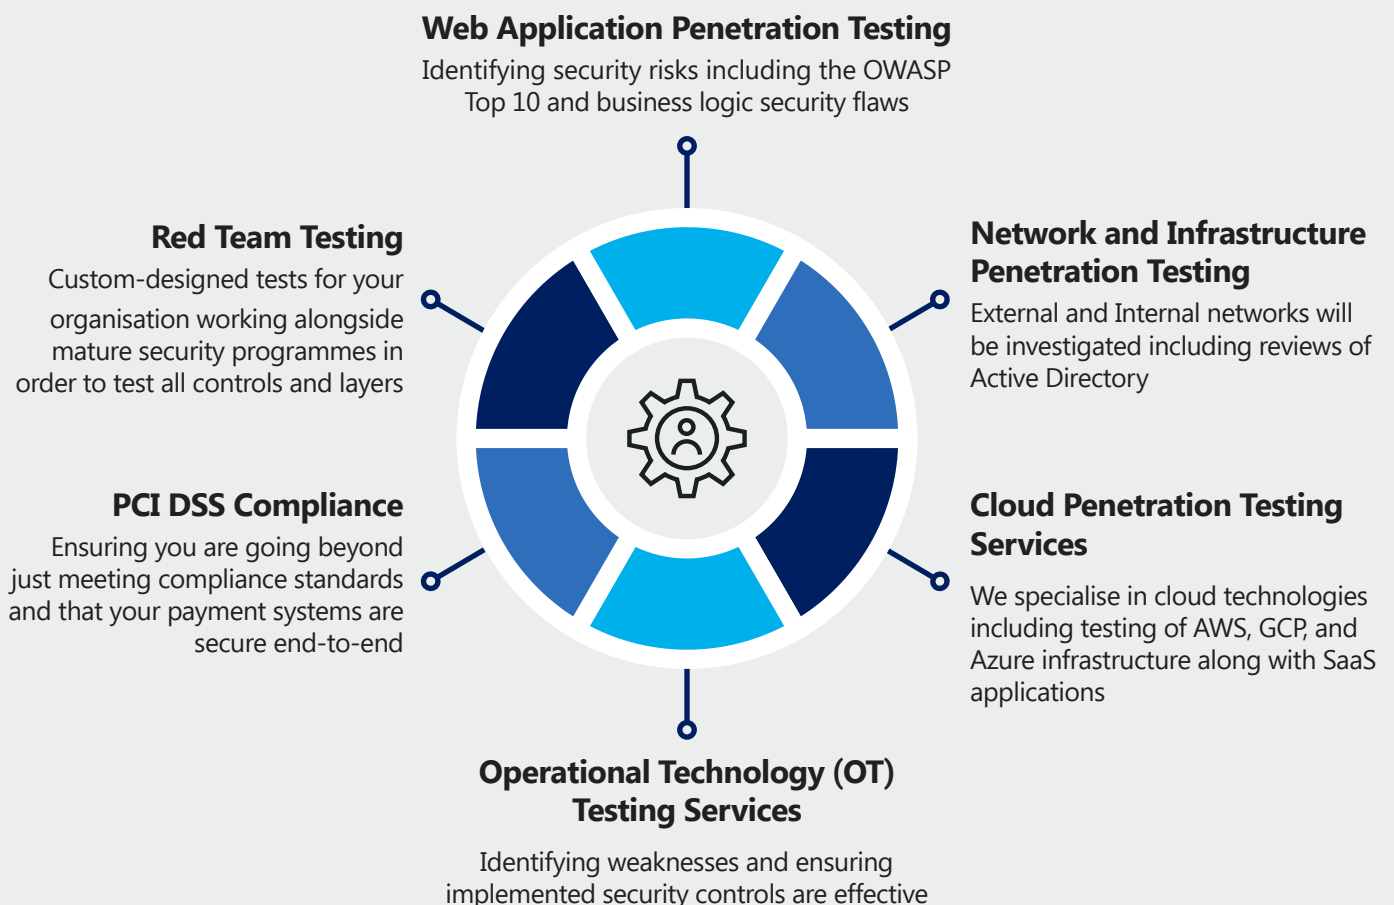 Web Application Penetration Testing
Identifying security risks including the OWASP
Top 10 and business logic security flaws
Red Team Testing
Custom-designed tests for your
organisation working alongside
mature security programmes in
order to test all controls and layers
Network and Infrastructure
Penetration Testing
External and Internal networks will
be investigated including reviews of
Active Directory
PCI DSS Compliance
Ensuring you are going beyond
just meeting compliance standards
and that your payment systems are
secure end-to-end
Cloud Penetration Testing
Services
We specialise in cloud technologies
including testing of AWS, GCP, and
Azure infrastructure along with SaaS
applications
Operational Technology (OT)
Testing Services
Identifying weaknesses and ensuring
implemented security controls are effective